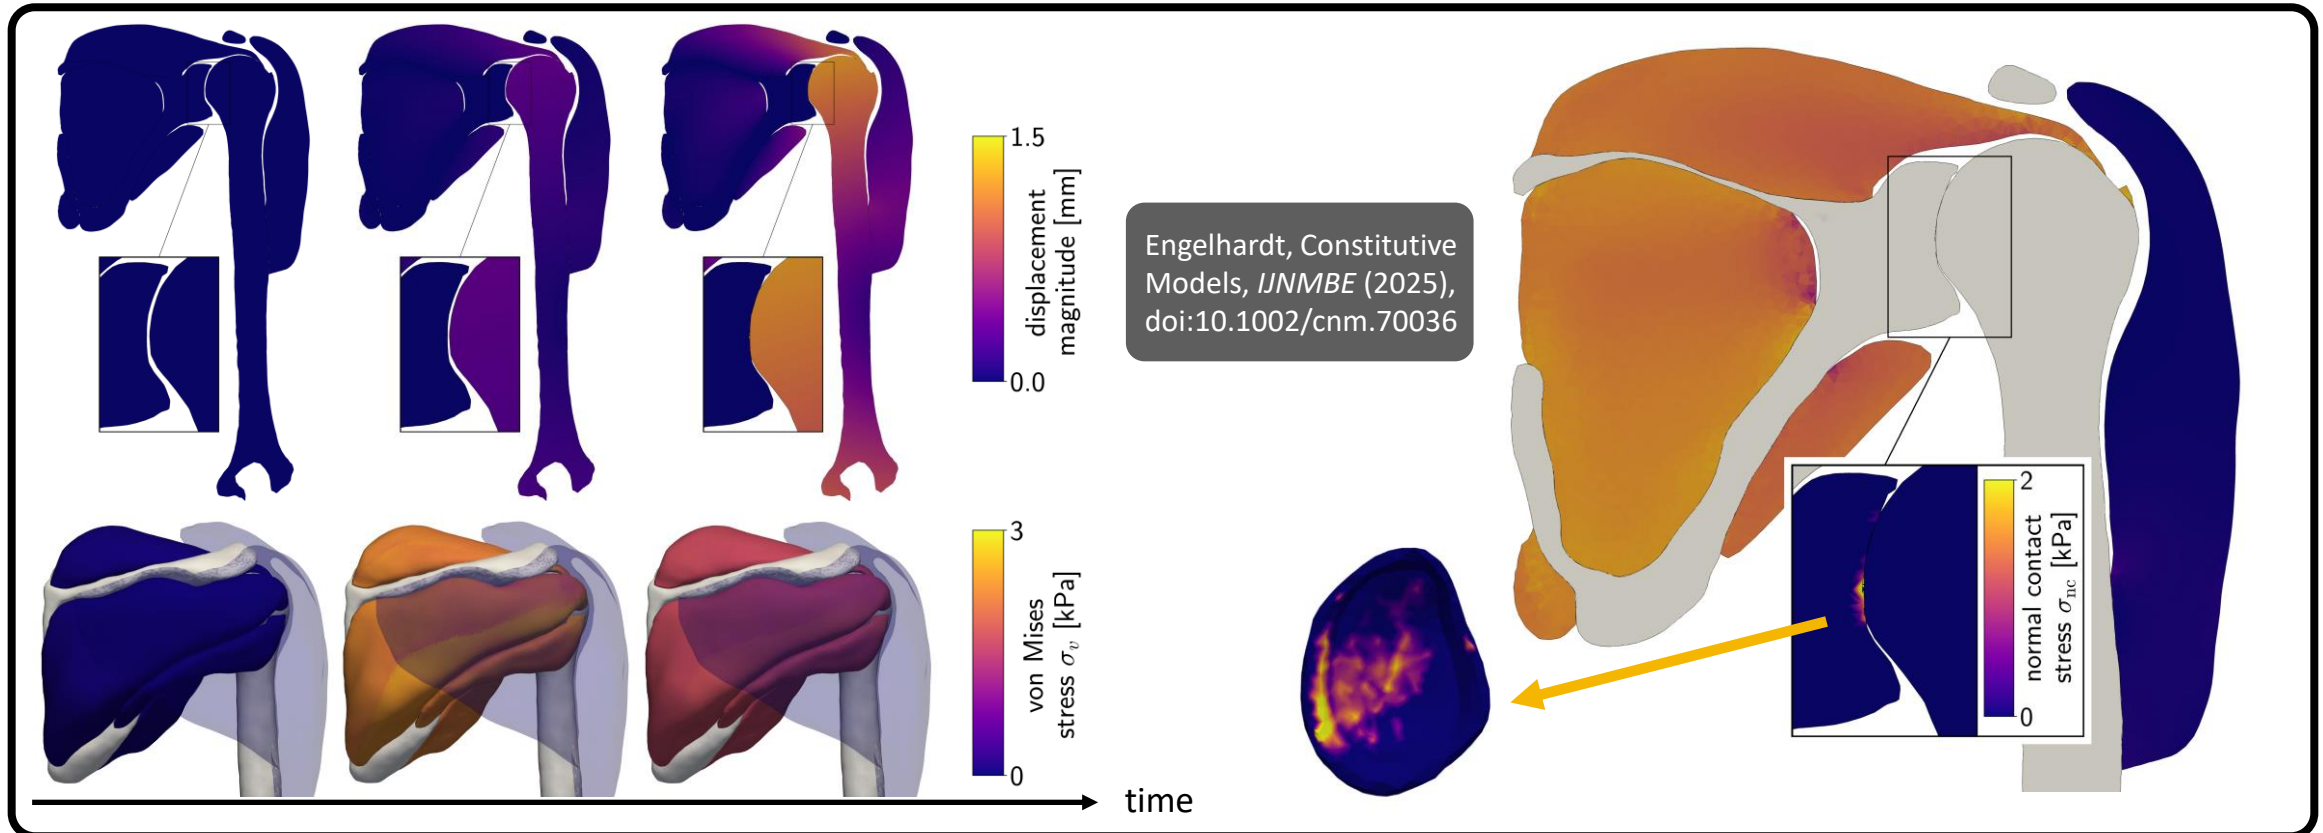 1.5
displacement
magnitude [mm]
0.0
3
von Mises
stress σ_v [kPa]
0
time
Engelhardt, Constitutive
Models, IJNMBE (2025),
doi:10.1002/cnm.70036
2
normal contact
stress σ_nc [kPa]
0